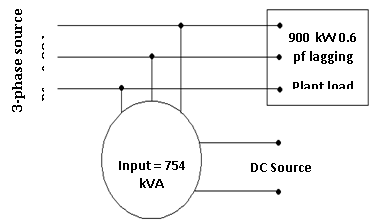 3-phase source
900 kW 0.6
pf lagging
Plant load
Input = 754
kVA
DC Source